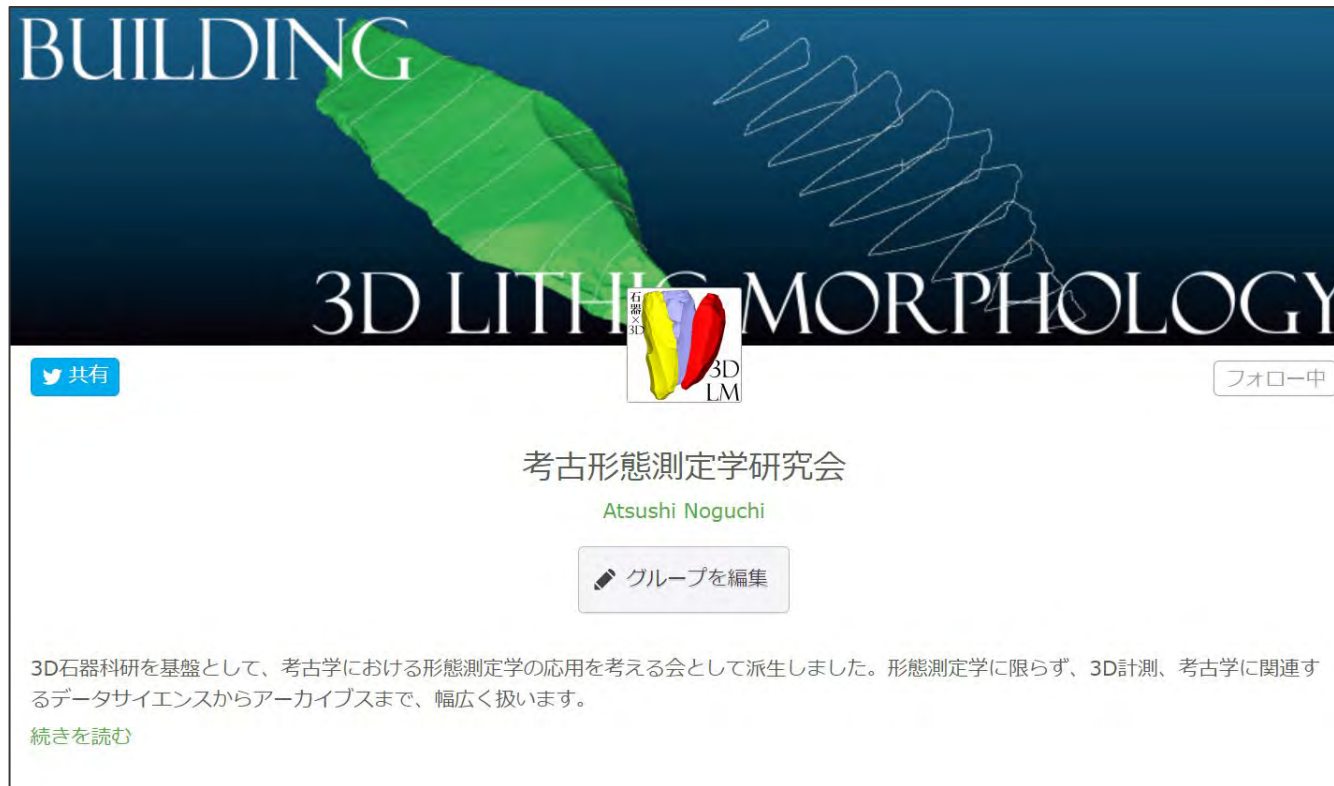 BUILDING
3D LITHIC MORPHOLOGY
石器×3D
3D
LM
共有
フォロー中
考古形態測定学研究会
Atsushi Noguchi
グループを編集
3D石器科研を基盤として、考古学における形態測定学の応用を考える会として派生しました。形態測定学に限らず、3D計測、考古学に関連す
るデータサイエンスからアーカイブスまで、幅広く扱います。
続きを読む